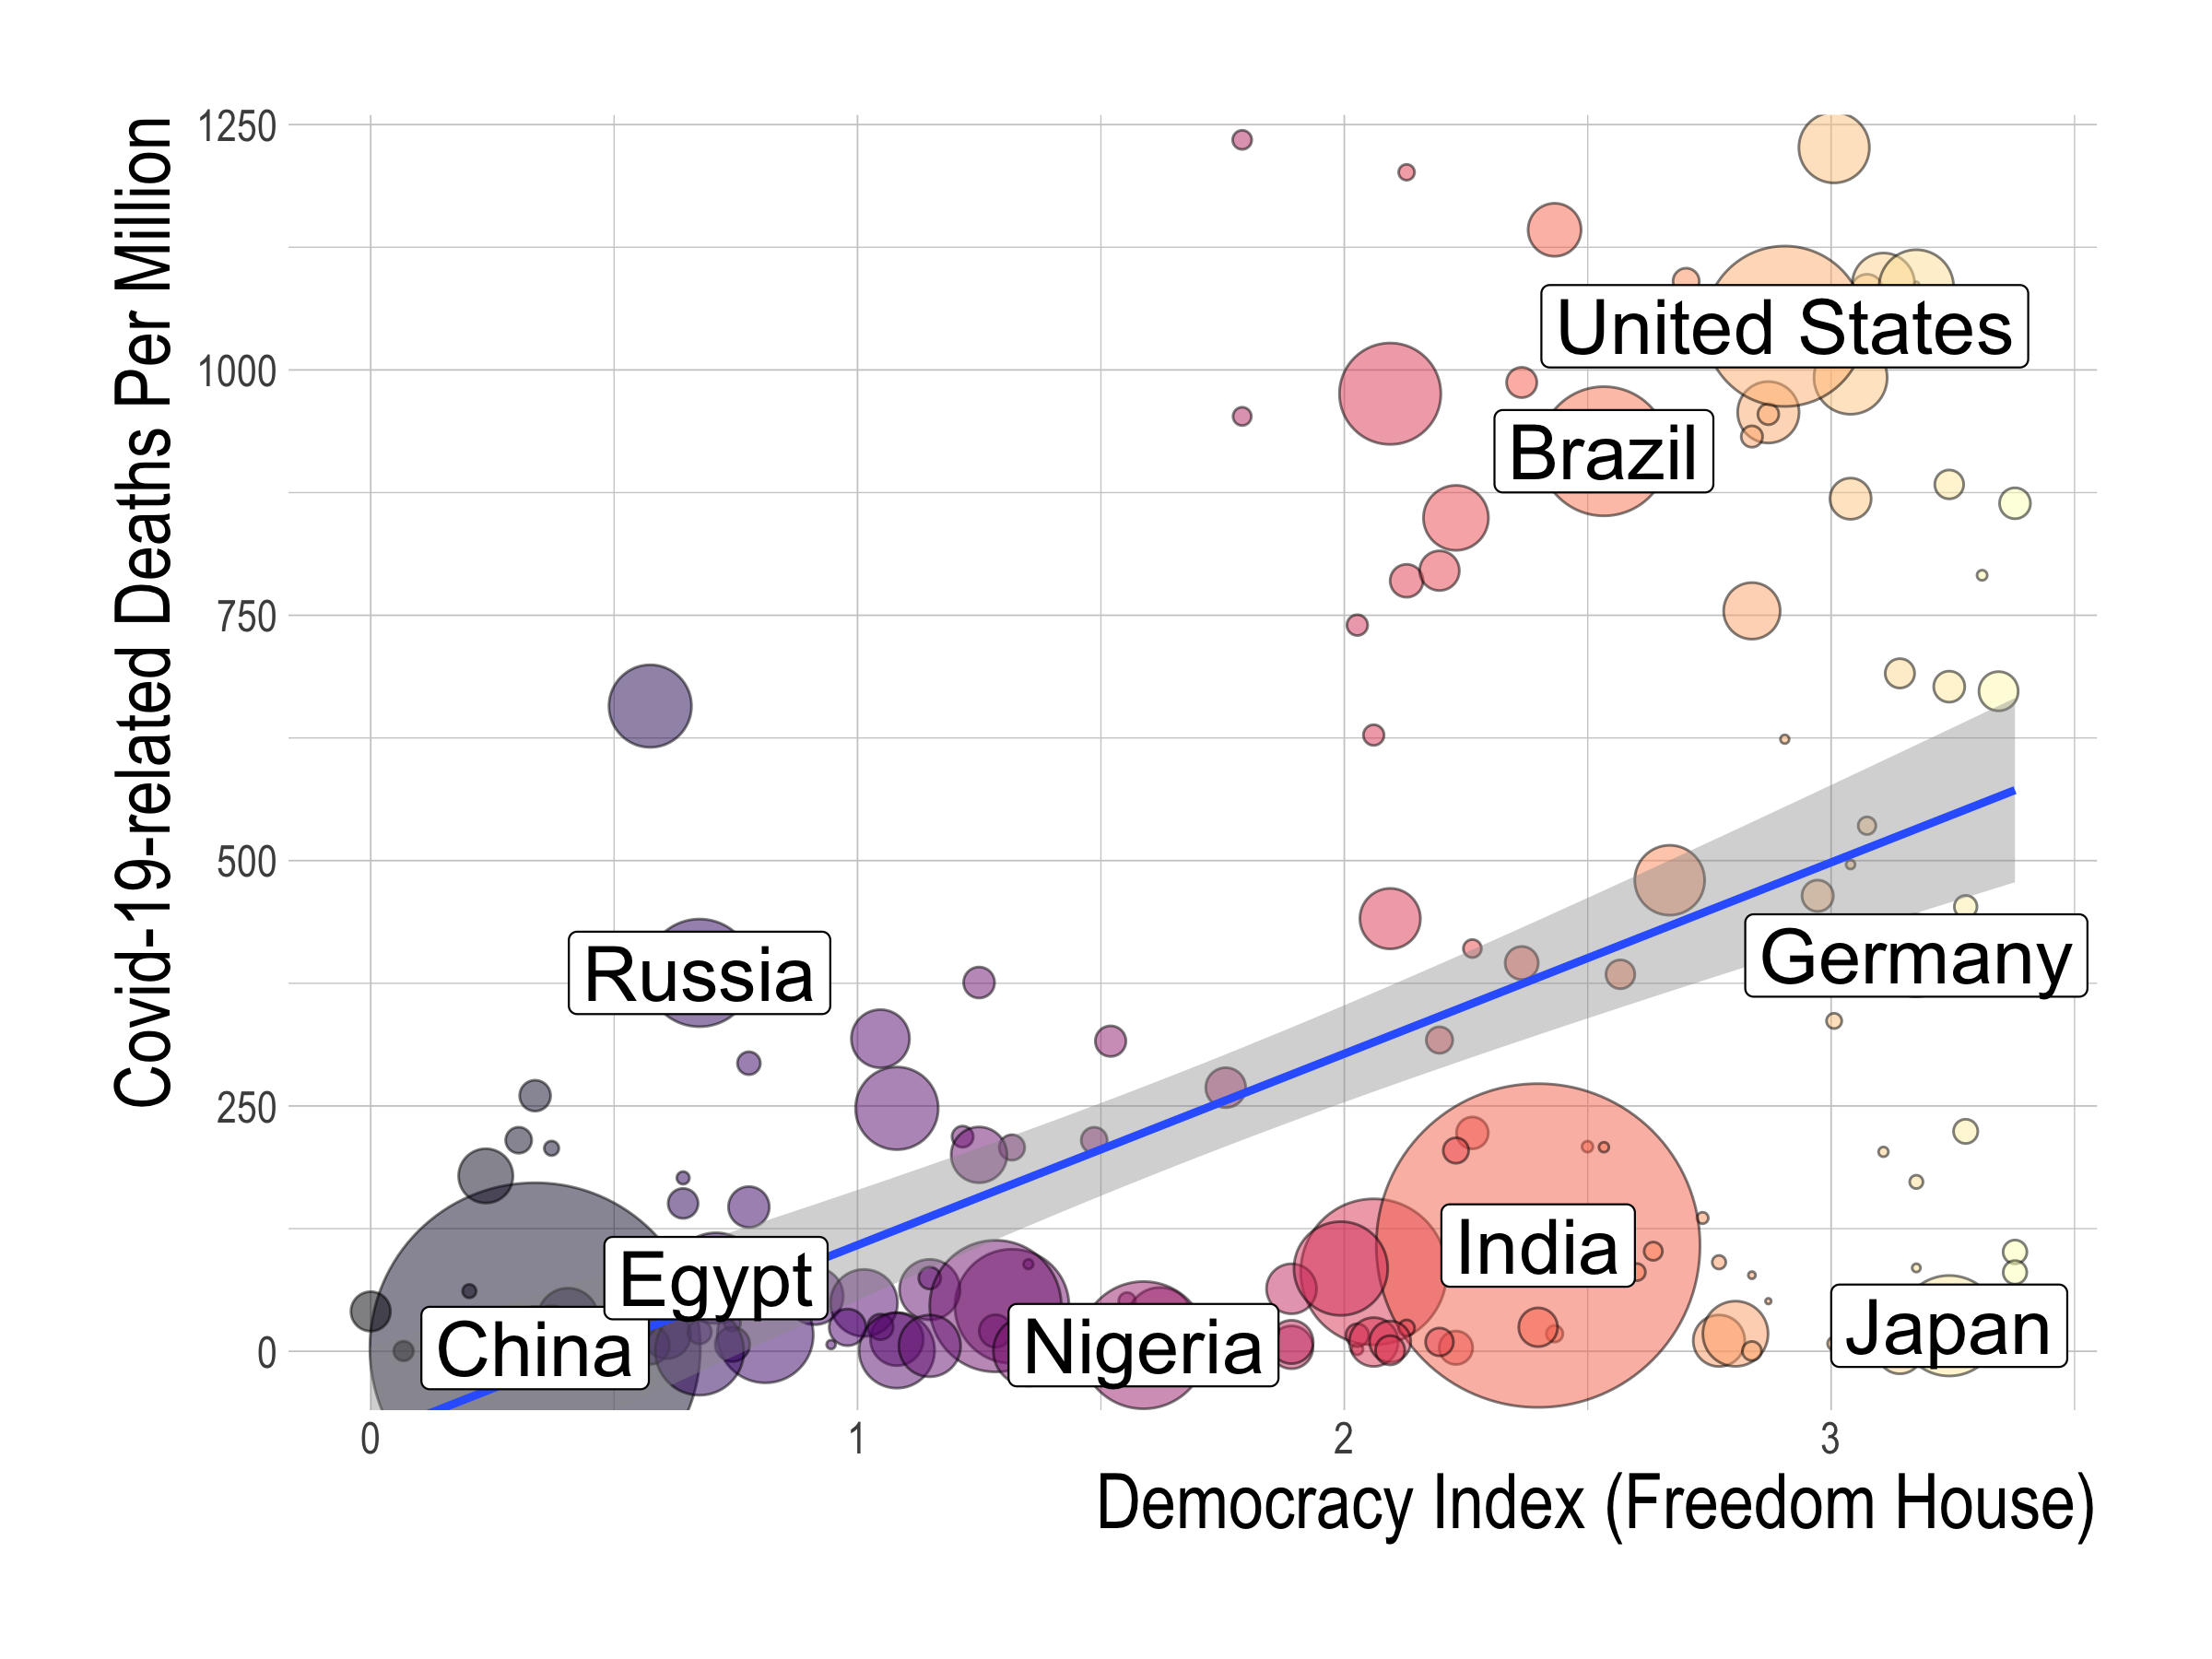 Covid-19-related Deaths Per Million
1250
1000
750
500
250
0
United States
Brazil
Russia
Germany
India
Egypt
China
Nigeria
Japan
0 1 2 3
Democracy Index (Freedom House)